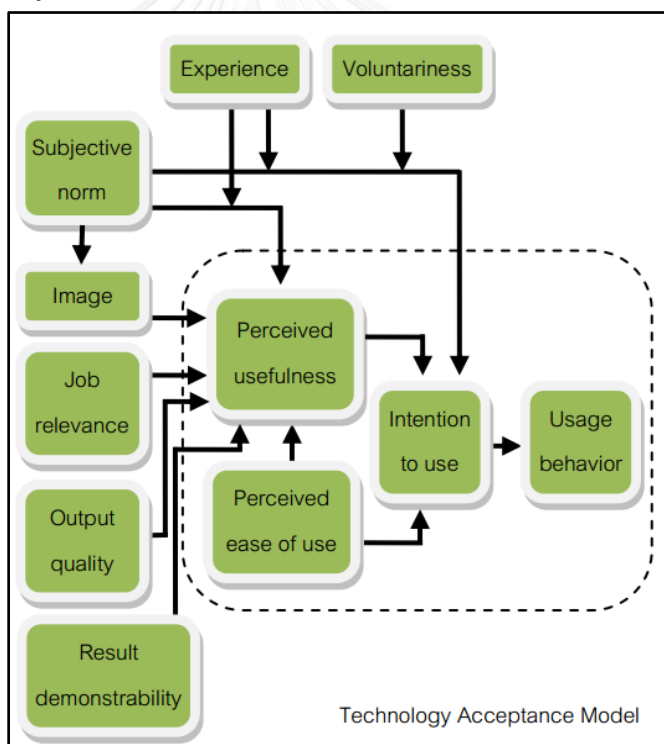 Experience
Voluntariness
Subjective
norm
Image
Perceived
usefulness
Job
relevance
Intention
to use
Usage
behavior
Perceived
ease of use
Output
quality
Result
demonstrability
Technology Acceptance Model